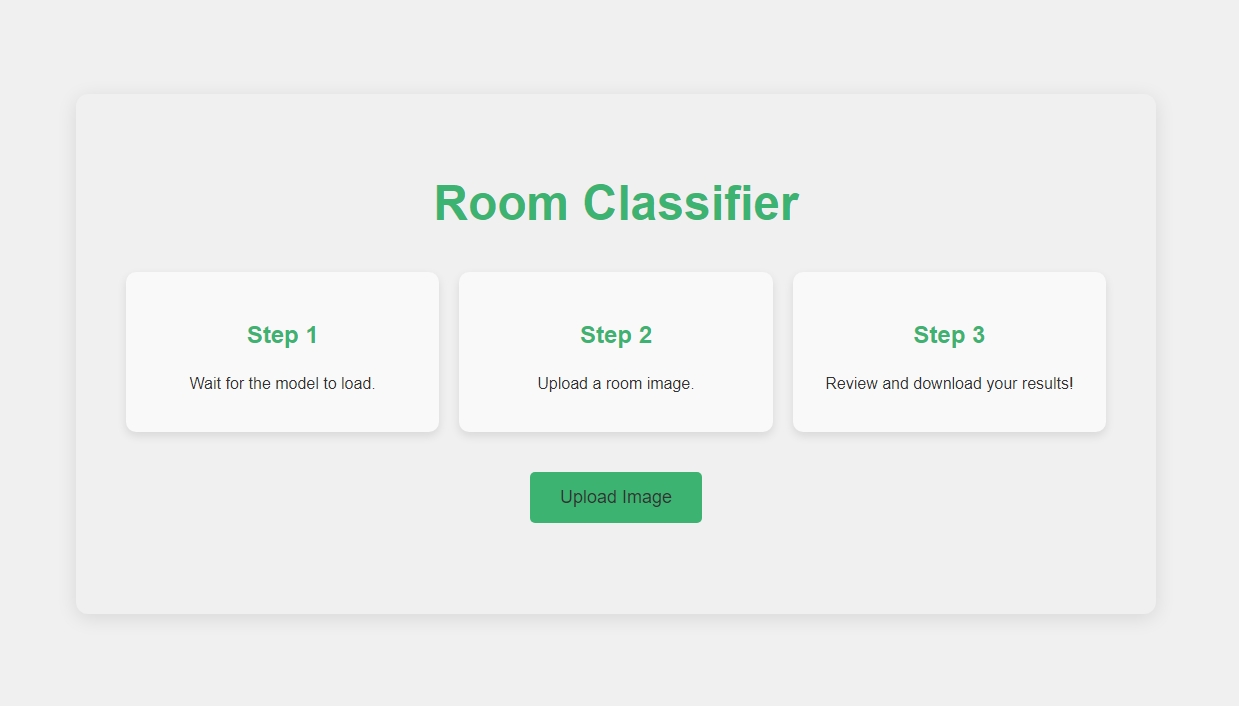 Room Classifier
Step 1
Wait for the model to load.
Step 2
Upload a room image.
Step 3
Review and download your results!
Upload Image